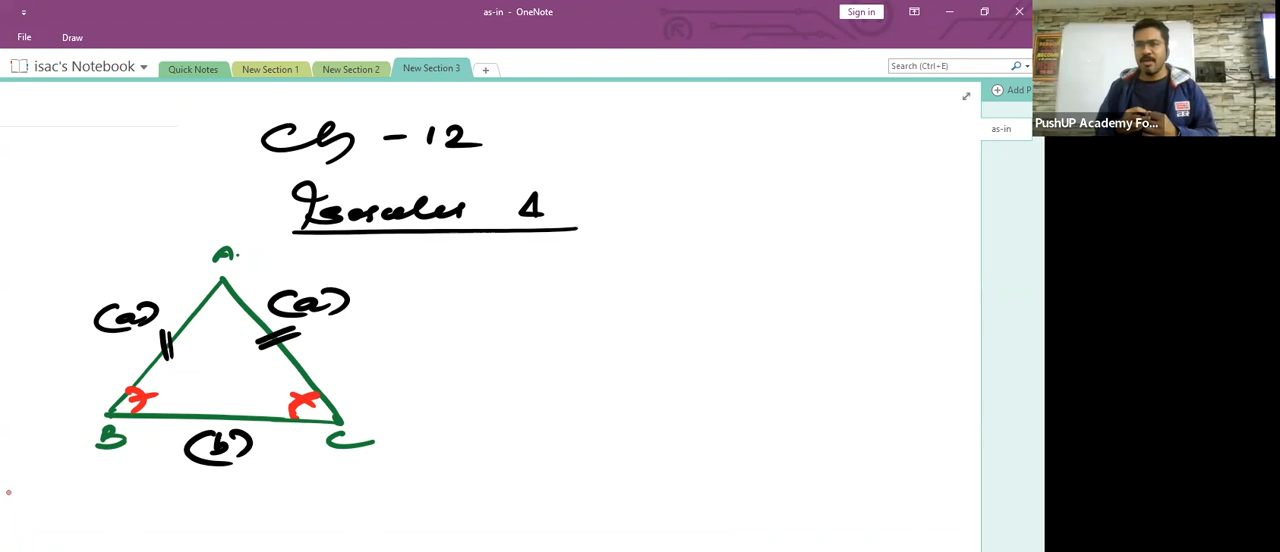 as-in - OneNote
Sign in
File
Draw
isac's Notebook
Quick Notes
New Section 1
New Section 2
New Section 3
Search (Ctrl+E)
Add P
as-in
PushUP Academy Fo...
Ch - 12
Isosceles Δ
A
(a)
(a)
B
C
(b)